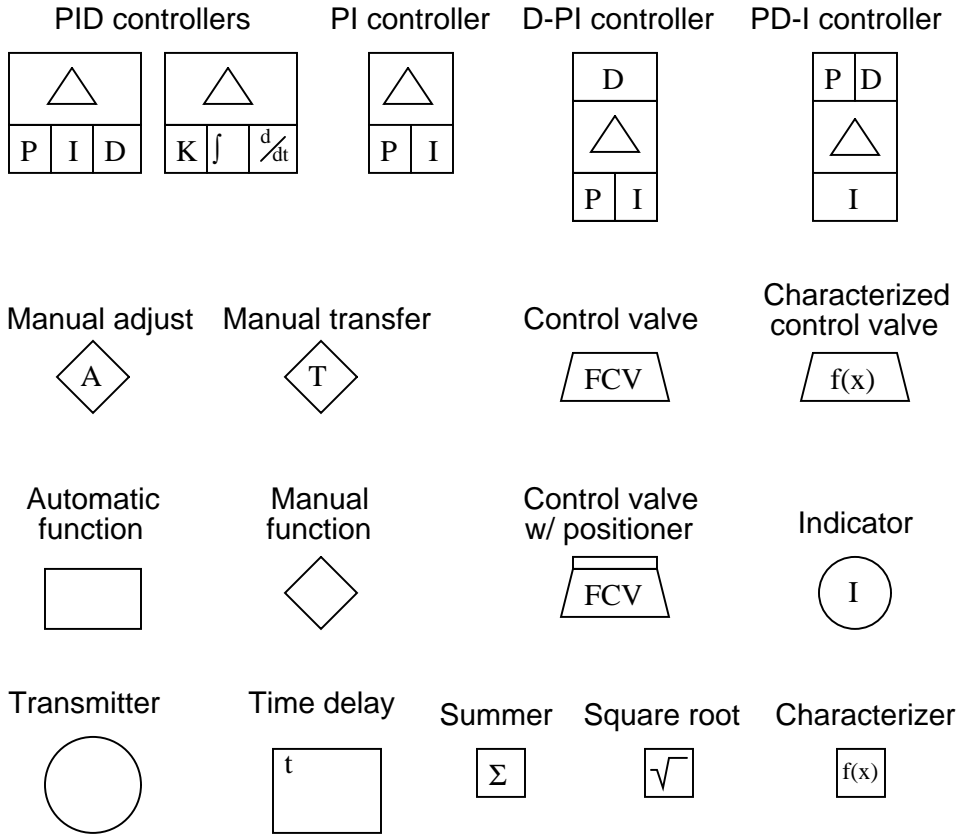 PID controllers PI controller D-PI controller PD-I controller
D P D
P I D K ∫ d/dt P I
P I I
Manual adjust Manual transfer Control valve Characterized
control valve
A T FCV f(x)
Automatic
function
Manual
function
Control valve
w/ positioner
Indicator
FCV I
Transmitter Time delay Summer Square root Characterizer
t Σ √ f(x)